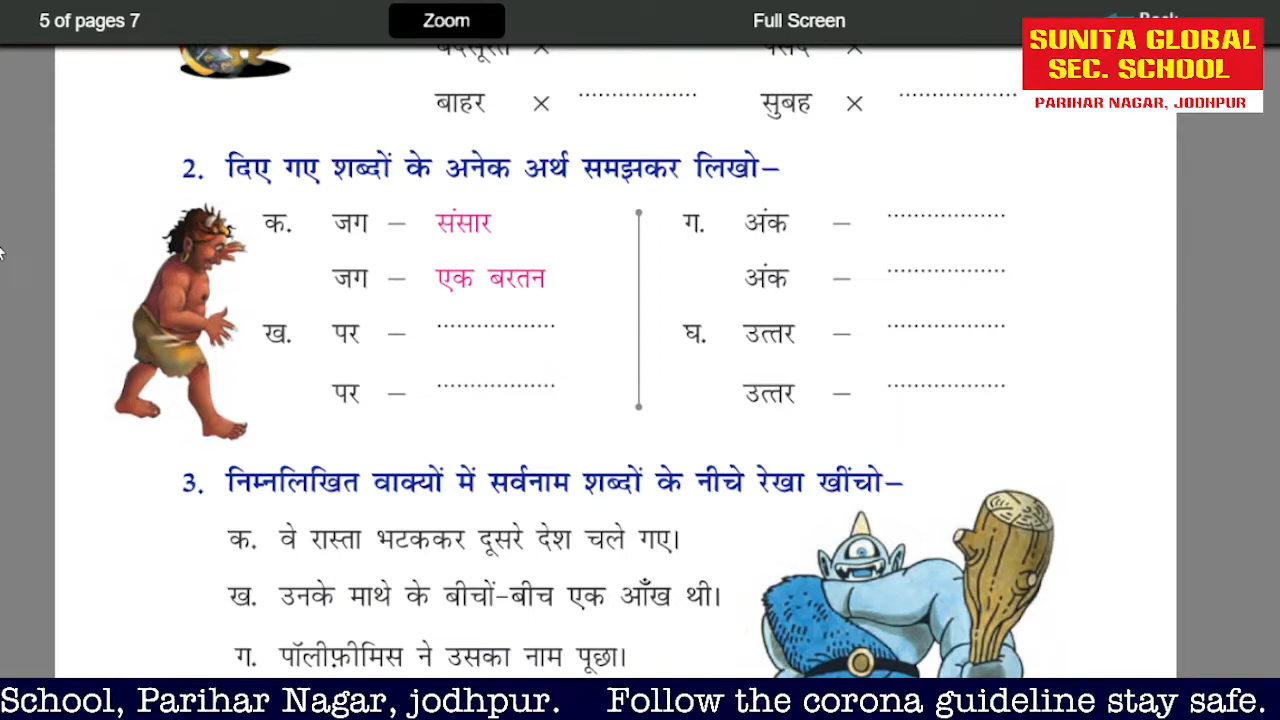 5 of pages 7 Zoom Full Screen
SUNITA GLOBAL
SEC. SCHOOL
PARIHAR NAGAR, JODHPUR
बाहर × .................. सुबह × ..................
2. दिए गए शब्दों के अनेक अर्थ समझकर लिखो–
क. जग – संसार
जग – एक बरतन
ख. पर – ..................
पर – ..................
ग. अंक – ..................
अंक – ..................
घ. उत्तर – ..................
उत्तर – ..................
3. निम्नलिखित वाक्यों में सर्वनाम शब्दों के नीचे रेखा खींचो–
क. वे रास्ता भटककर दूसरे देश चले गए।
ख. उनके माथे के बीचों-बीच एक आँख थी।
ग. पॉलीफ़ीमिस ने उसका नाम पूछा।
School, Parihar Nagar, jodhpur. Follow the corona guideline stay safe.